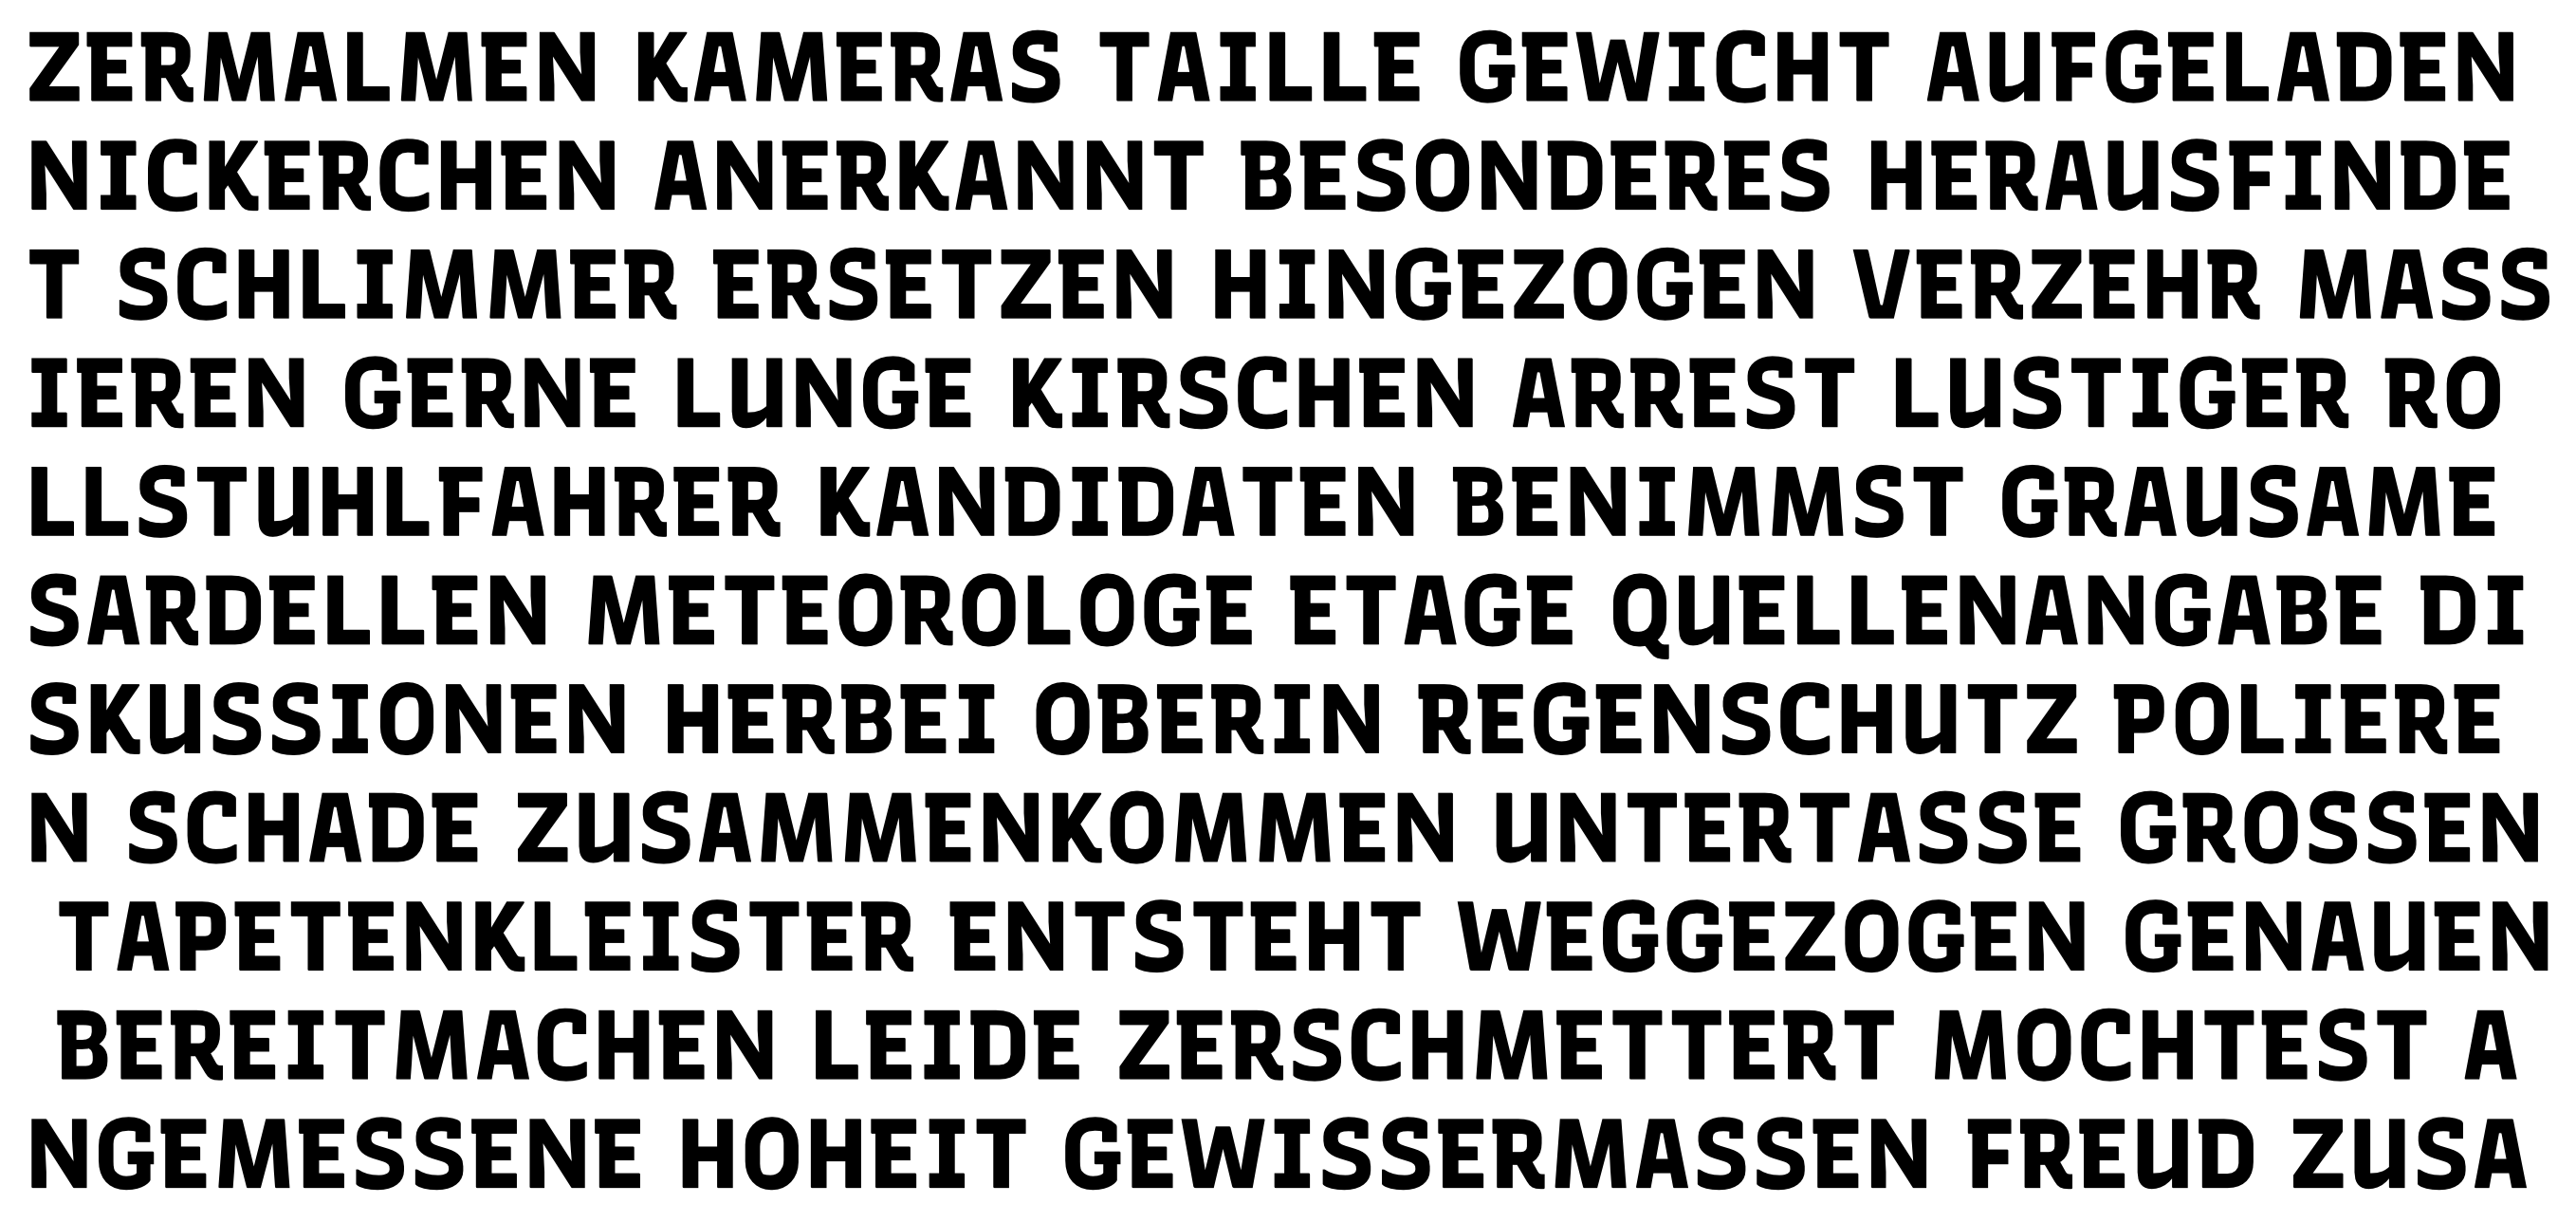 ZERMALMEN KAMERAS TAILLE GEWICHT AUFGELADEN
NICKERCHEN ANERKANNT BESONDERES HERAUSFINDE
T SCHLIMMER ERSETZEN HINGEZOGEN VERZEHR MASS
IEREN GERNE LUNGE KIRSCHEN ARREST LUSTIGER RO
LLSTUHLFAHRER KANDIDATEN BENIMMST GRAUSAME
SARDELLEN METEOROLOGE ETAGE QUELLENANGABE DI
SKUSSIONEN HERBEI OBERIN REGENSCHUTZ POLIERE
N SCHADE ZUSAMMENKOMMEN UNTERTASSE GROSSEN
TAPETENKLEISTER ENTSTEHT WEGGEZOGEN GENAUEN
BEREITMACHEN LEIDE ZERSCHMETTERT MOCHTEST A
NGEMESSENE HOHEIT GEWISSERMASSEN FREUD ZUSA